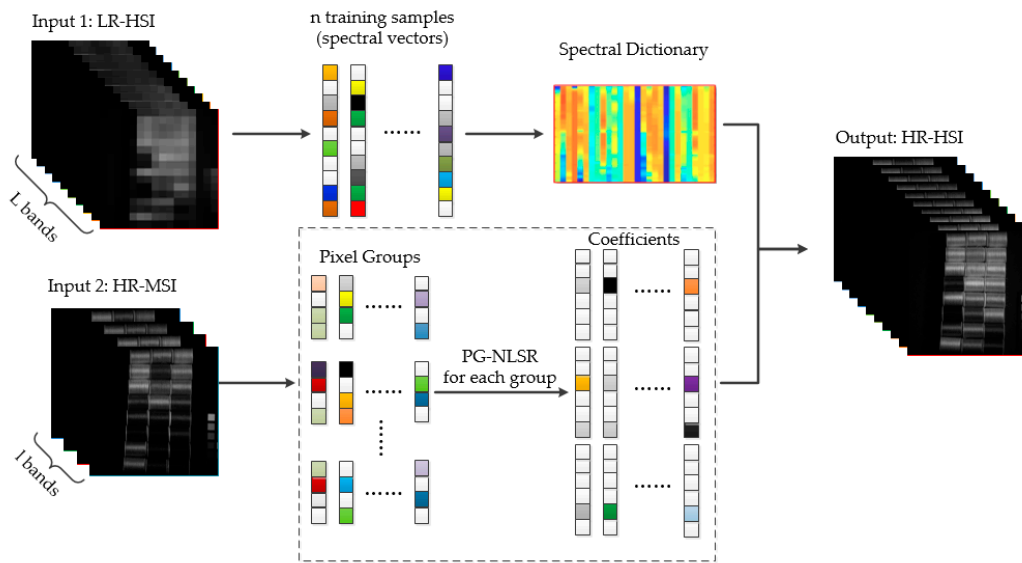 Input 1: LR-HSI
n training samples
(spectral vectors)
Spectral Dictionary
......
L bands
Output: HR-HSI
Input 2: HR-MSI
Pixel Groups
Coefficients
......
......
PG-NLSR
for each group
......
......
......
l bands
......
......